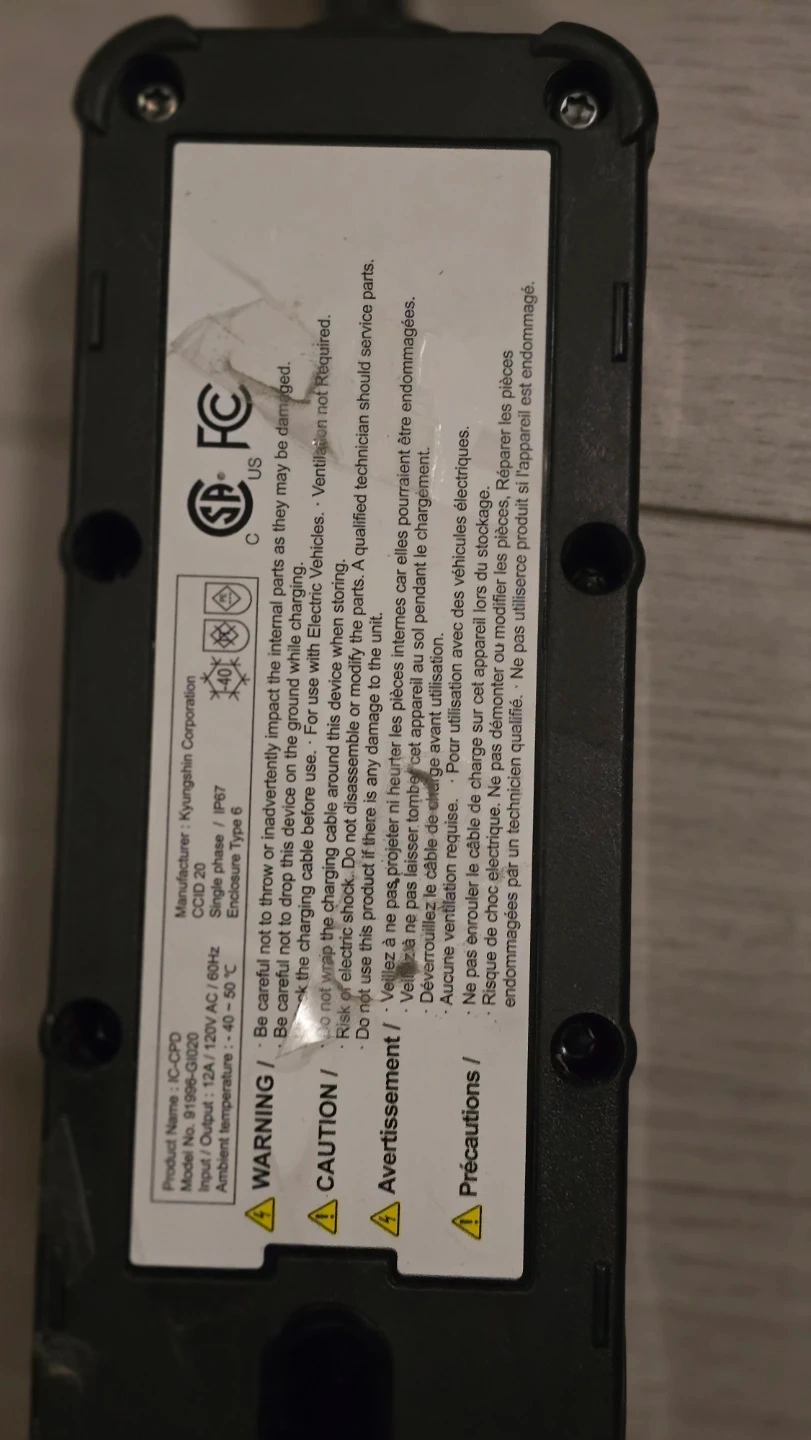 Product Name : IC-CPD
Model No. 91996-GI020
Input / Output : 12A / 120V AC / 60Hz
Ambient temperature : - 40 ~ 50 ℃
Manufacturer : Kyungshin Corporation
CCID 20
Single phase / IP67
Enclosure Type 6
-40
SA
C US
FC
WARNING /
· Be careful not to throw or inadvertently impact the internal parts as they may be damaged.
· Be careful not to drop this device on the ground while charging.
the charging cable before use. · For use with Electric Vehicles. · Ventilation not Required.
CAUTION /
· Do not wrap the charging cable around this device when storing.
· Risk of electric shock. Do not disassemble or modify the parts. A qualified technician should service parts.
· Do not use this product if there is any damage to the unit.
Avertissement /
· Veillez à ne pas projeter ni heurter les pièces internes car elles pourraient être endommagées.
· Veillez à ne pas laisser tomber cet appareil au sol pendant le chargement.
· Déverrouillez le câble de charge avant utilisation.
· Aucune ventilation requise. · Pour utilisation avec des véhicules électriques.
Précautions /
· Ne pas enrouler le câble de charge sur cet appareil lors du stockage.
· Risque de choc electrique. Ne pas démonter ou modifier les pièces, Réparer les pièces
endommagées par un technicien qualifié. · Ne pas utiliserce produit si l'appareil est endommagé.